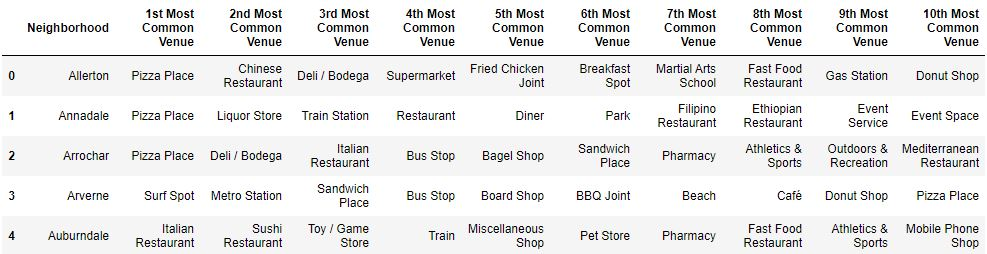 Neighborhood 1st Most Common Venue 2nd Most Common Venue 3rd Most Common Venue 4th Most Common Venue 5th Most Common Venue 6th Most Common Venue 7th Most Common Venue 8th Most Common Venue 9th Most Common Venue 10th Most Common Venue
0 Allerton Pizza Place Chinese Restaurant Deli / Bodega Supermarket Fried Chicken Joint Breakfast Spot Martial Arts School Fast Food Restaurant Gas Station Donut Shop
1 Annadale Pizza Place Liquor Store Train Station Restaurant Diner Park Filipino Restaurant Ethiopian Restaurant Event Service Event Space
2 Arrochar Pizza Place Deli / Bodega Italian Restaurant Bus Stop Bagel Shop Sandwich Place Pharmacy Athletics & Sports Outdoors & Recreation Mediterranean Restaurant
3 Arverne Surf Spot Metro Station Sandwich Place Bus Stop Board Shop BBQ Joint Beach Café Donut Shop Pizza Place
4 Auburndale Italian Restaurant Sushi Restaurant Toy / Game Store Train Miscellaneous Shop Pet Store Pharmacy Fast Food Restaurant Athletics & Sports Mobile Phone Shop